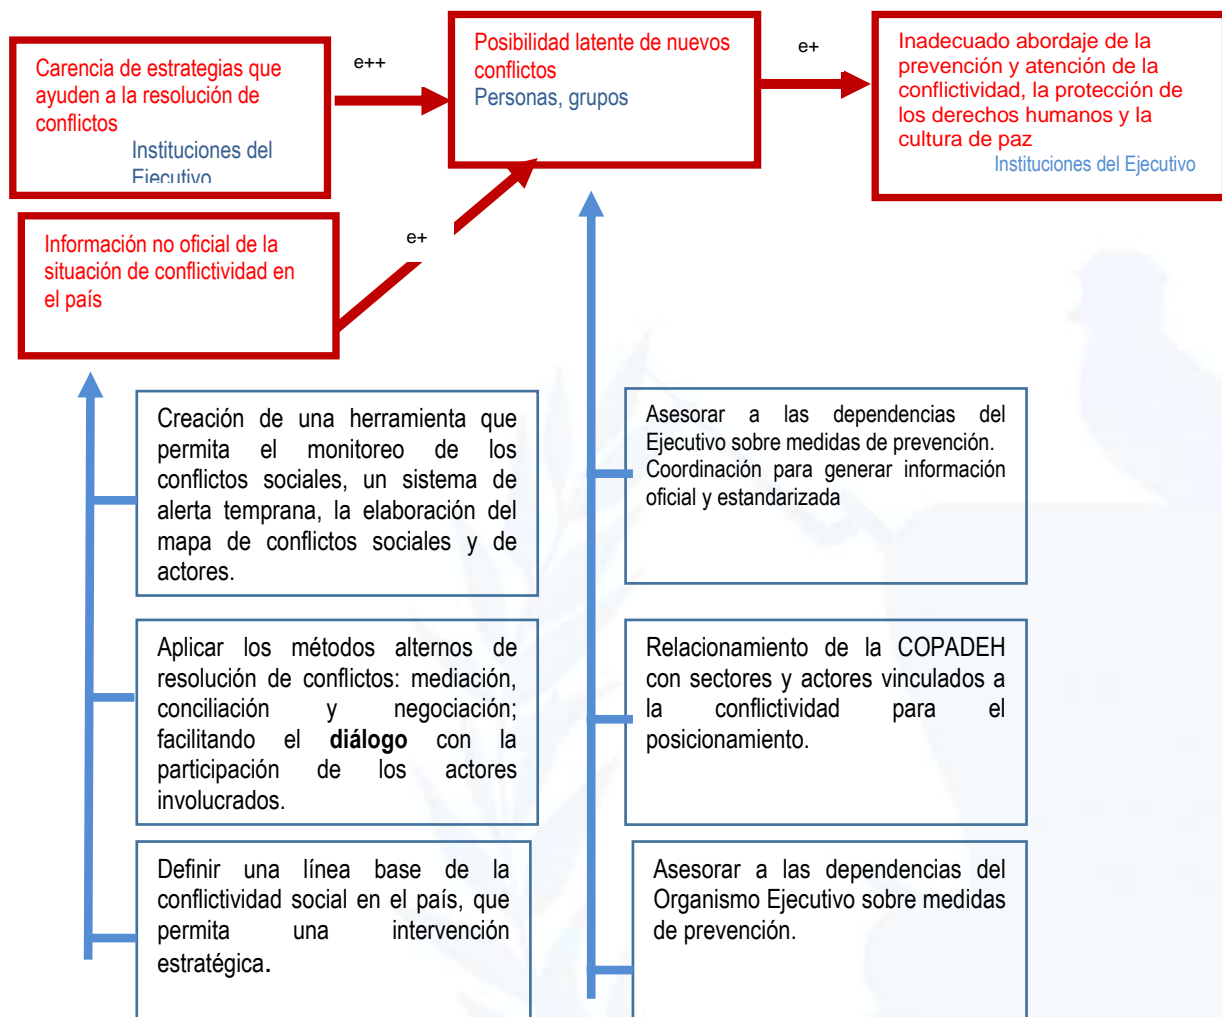 Carencia de estrategias que
ayuden a la resolución de
conflictos
Instituciones del
Ejecutivo
e++
Posibilidad latente de nuevos
conflictos
Personas, grupos
e+
Inadecuado abordaje de la
prevención y atención de la
conflictividad, la protección de
los derechos humanos y la
cultura de paz
Instituciones del Ejecutivo
Información no oficial de la
situación de conflictividad en
el país
e+
Creación de una herramienta que
permita el monitoreo de los
conflictos sociales, un sistema de
alerta temprana, la elaboración del
mapa de conflictos sociales y de
actores.
Aplicar los métodos alternos de
resolución de conflictos: mediación,
conciliación y negociación;
facilitando el diálogo con la
participación de los actores
involucrados.
Definir una línea base de la
conflictividad social en el país, que
permita una intervención
estratégica.
Asesorar a las dependencias del
Ejecutivo sobre medidas de prevención.
Coordinación para generar información
oficial y estandarizada
Relacionamiento de la COPADEH
con sectores y actores vinculados a
la conflictividad para el
posicionamiento.
Asesorar a las dependencias del
Organismo Ejecutivo sobre medidas
de prevención.